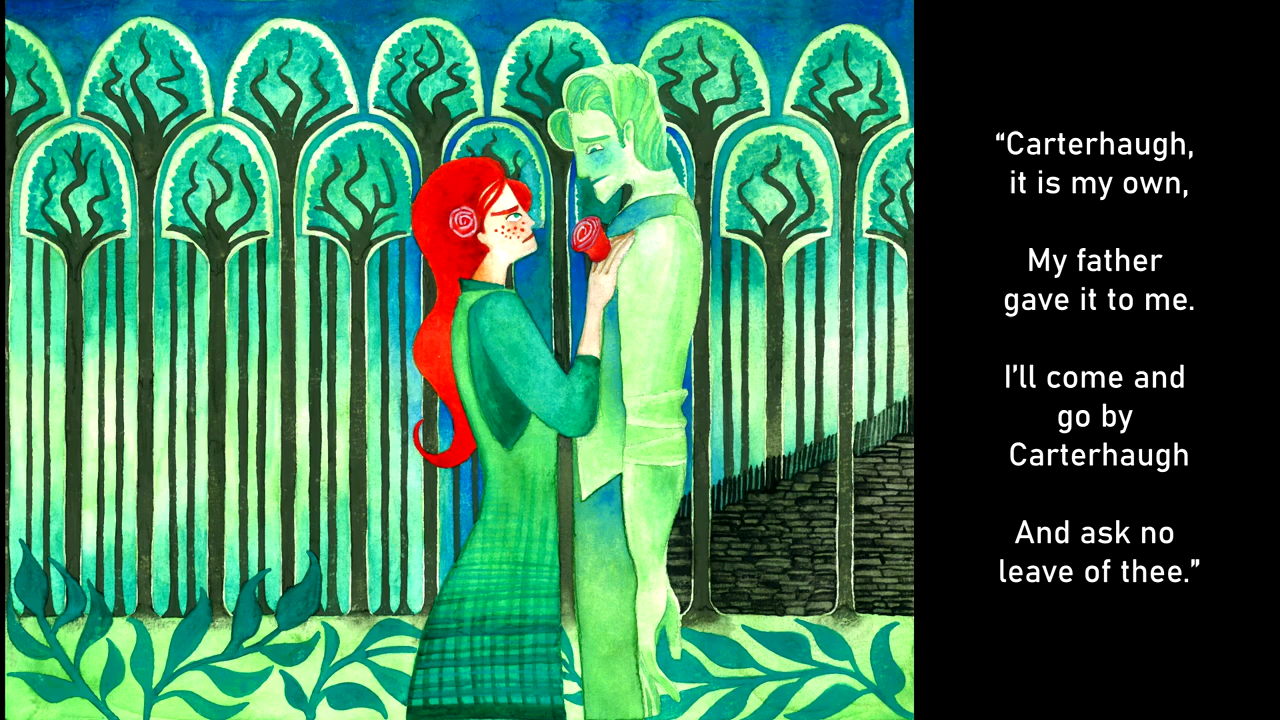 “Carterhaugh,
it is my own,
My father
gave it to me.
I’ll come and
go by
Carterhaugh
And ask no
leave of thee.”